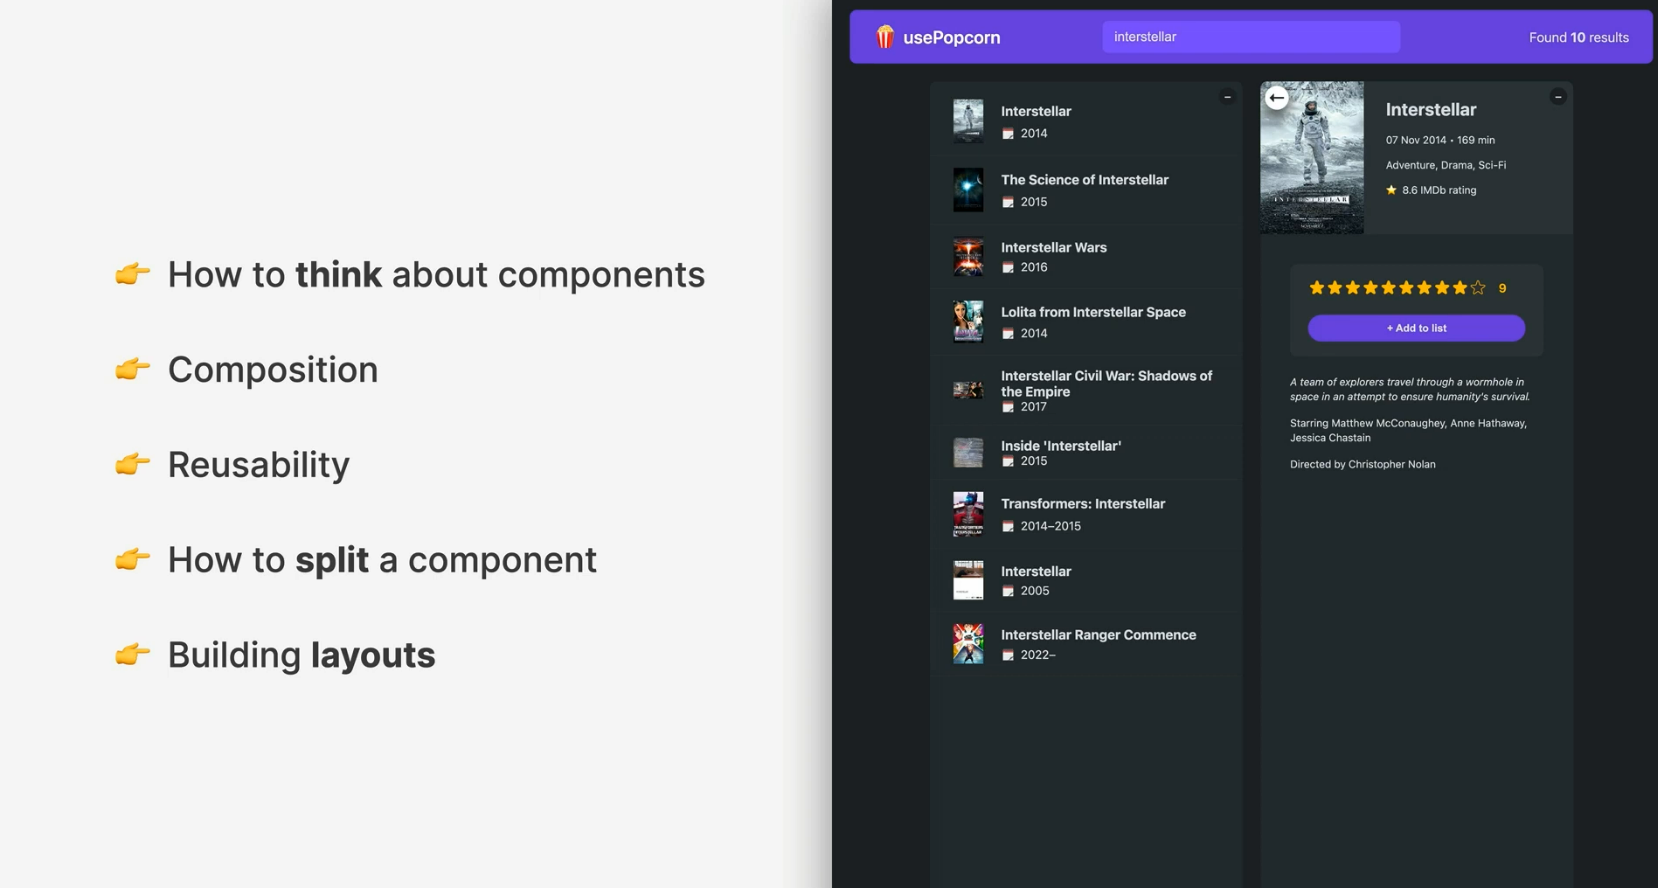 👉 How to think about components
👉 Composition
👉 Reusability
👉 How to split a component
👉 Building layouts
🍿 usePopcorn
interstellar
Found 10 results
Interstellar
2014
The Science of Interstellar
2015
Interstellar Wars
2016
Lolita from Interstellar Space
2014
Interstellar Civil War: Shadows of
the Empire
2017
Inside 'Interstellar'
2015
Transformers: Interstellar
2014–2015
Interstellar
2005
Interstellar Ranger Commence
2022–
INTERSTELLAR
Interstellar
07 Nov 2014 • 169 min
Adventure, Drama, Sci-Fi
⭐ 8.6 IMDb rating
9
+ Add to list
A team of explorers travel through a wormhole in
space in an attempt to ensure humanity's survival.
Starring Matthew McConaughey, Anne Hathaway,
Jessica Chastain
Directed by Christopher Nolan